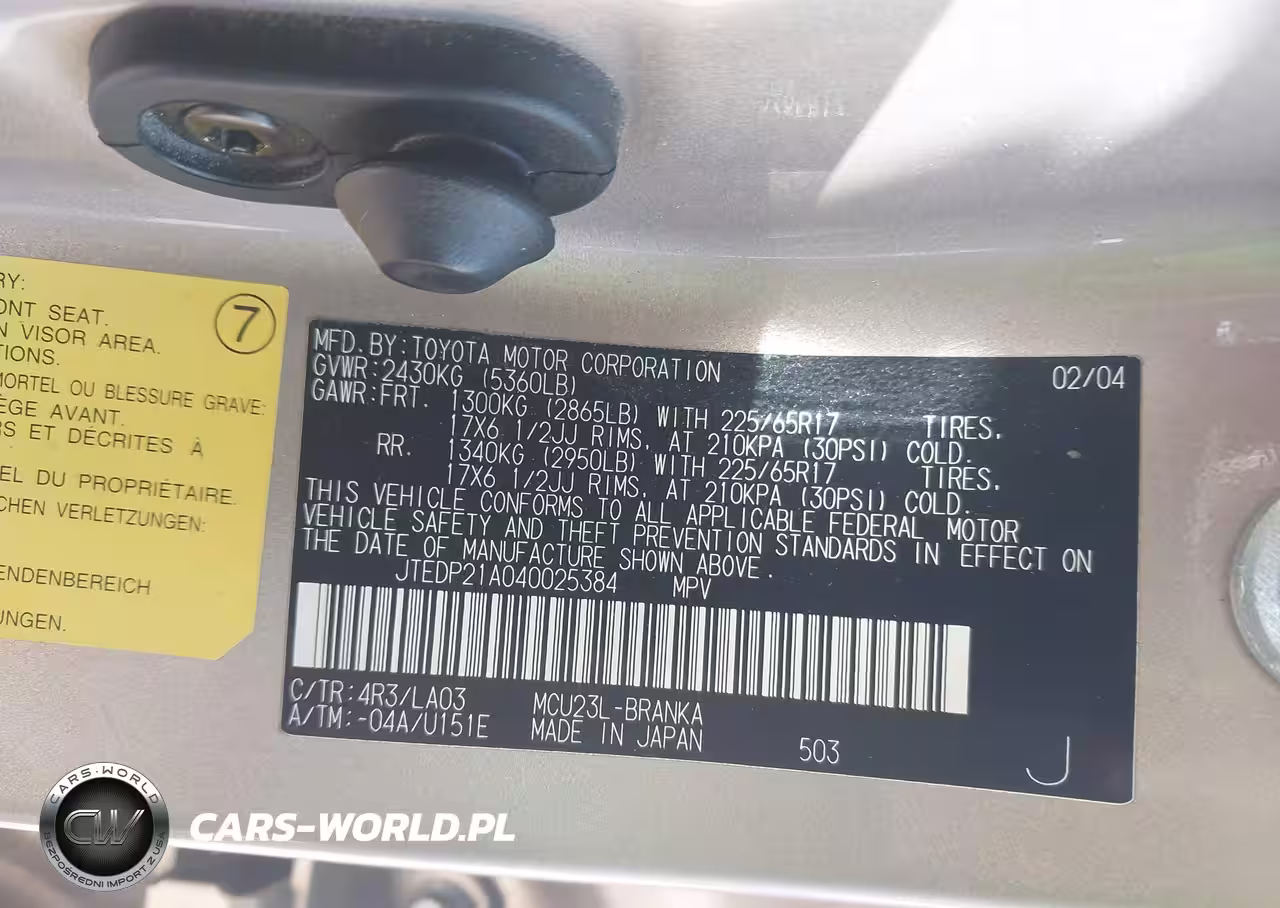 RY:
ONT SEAT.
N VISOR AREA.
TIONS.
MORTEL OU BLESSURE GRAVE:
ÈGE AVANT.
RS ET DÉCRITES À
EL DU PROPRIÉTAIRE.
CHEN VERLETZUNGEN:
ENDENBEREICH
UNGEN.
7
MFD. BY: TOYOTA MOTOR CORPORATION 02/04
GVWR: 2430KG (5360LB)
GAWR: FRT. 1300KG (2865LB) WITH 225/65R17 TIRES,
17X6 1/2JJ RIMS, AT 210KPA (30PSI) COLD.
RR. 1340KG (2950LB) WITH 225/65R17 TIRES,
17X6 1/2JJ RIMS, AT 210KPA (30PSI) COLD.
THIS VEHICLE CONFORMS TO ALL APPLICABLE FEDERAL MOTOR
VEHICLE SAFETY AND THEFT PREVENTION STANDARDS IN EFFECT ON
THE DATE OF MANUFACTURE SHOWN ABOVE.
JTEDP21A040025384 MPV
C/TR: 4R3/LA03 MCU23L-BRANKA
A/TM: -04A/U151E MADE IN JAPAN 503 J
CARS-WORLD
CW
BEZPOŚREDNI IMPORT Z USA
CARS-WORLD.PL